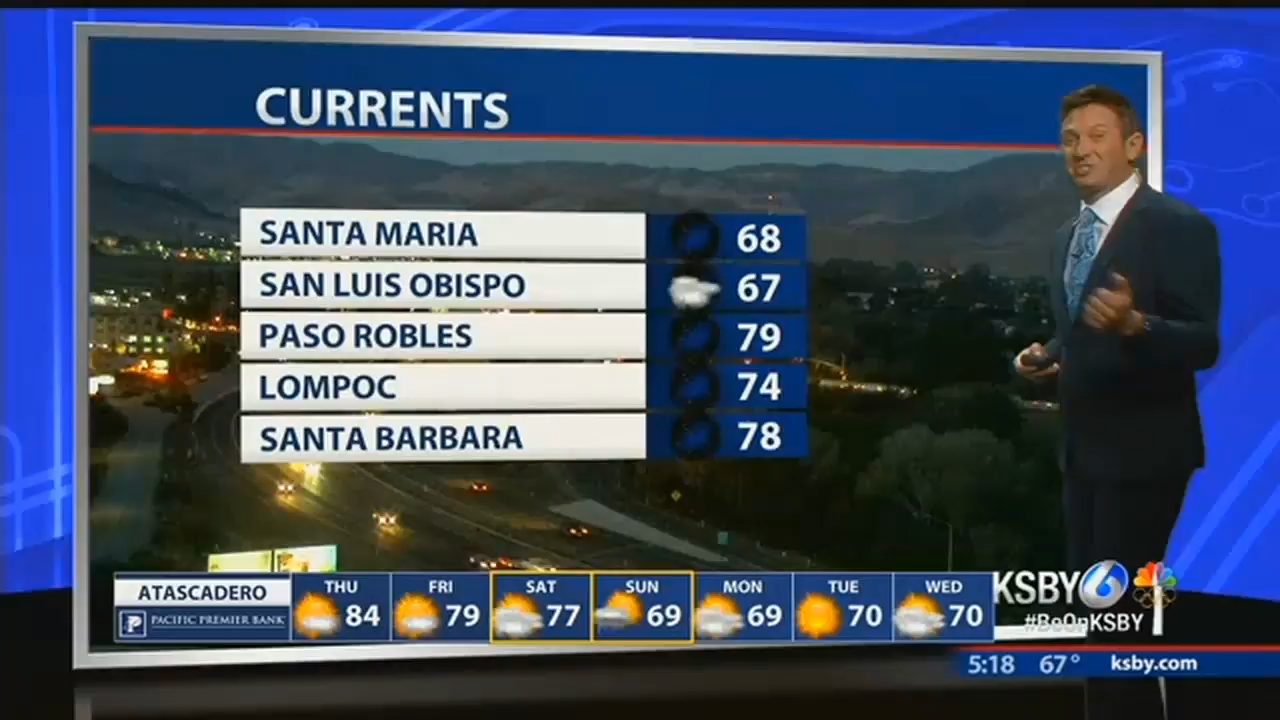 CURRENTS
SANTA MARIA 68
SAN LUIS OBISPO 67
PASO ROBLES 79
LOMPOC 74
SANTA BARBARA 78
ATASCADERO
PACIFIC PREMIER BANK
THU 84
FRI 79
SAT 77
SUN 69
MON 69
TUE 70
WED 70
KSBY 6
#BeOnKSBY
5:18 67° ksby.com